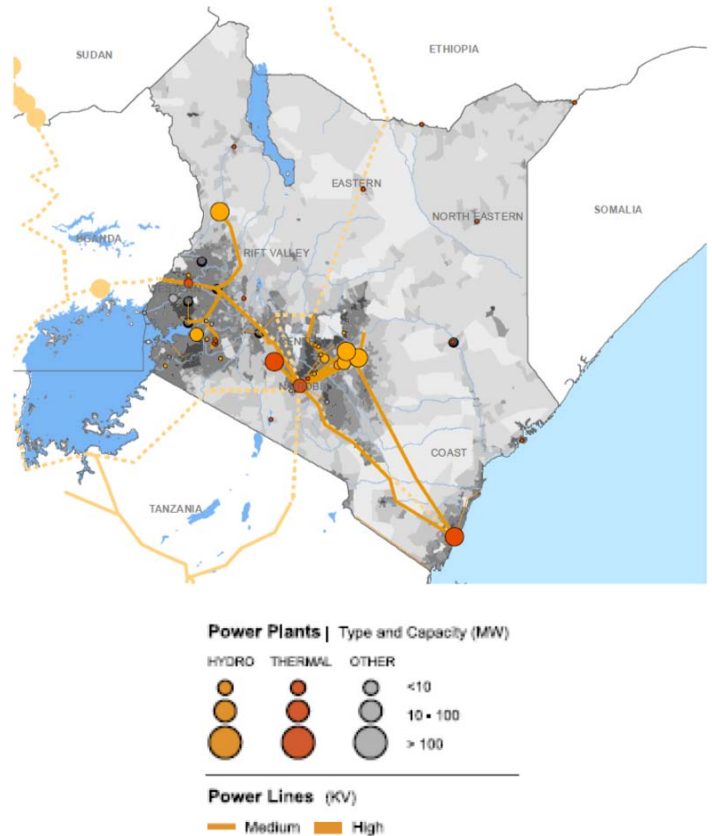 ETHIOPIA
SUDAN
EASTERN
NORTH EASTERN
SOMALIA
UGANDA
RIFT VALLEY
NAIROBI
COAST
TANZANIA
Power Plants | Type and Capacity (MW)
HYDRO THERMAL OTHER
<10
10 - 100
> 100
Power Lines (KV)
Medium High